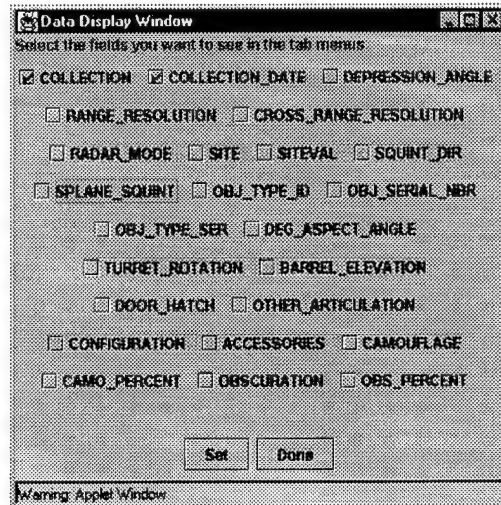 Data Display Window
Select the fields you want to see in the tab menus
COLLECTION COLLECTION_DATE DEPRESSION_ANGLE
RANGE_RESOLUTION CROSS_RANGE_RESOLUTION
RADAR_MODE SITE SITEVAL SQUINT_DIR
SPLANE_SQUINT OBJ_TYPE_ID OBJ_SERIAL_NBR
OBJ_TYPE_SER DEG_ASPECT_ANGLE
TURRET_ROTATION BARREL_ELEVATION
DOOR_HATCH OTHER_ARTICULATION
CONFIGURATION ACCESSORIES CAMOUFLAGE
CAMO_PERCENT OBSCURATION OBS_PERCENT
Set Done
Warning: Applet Window